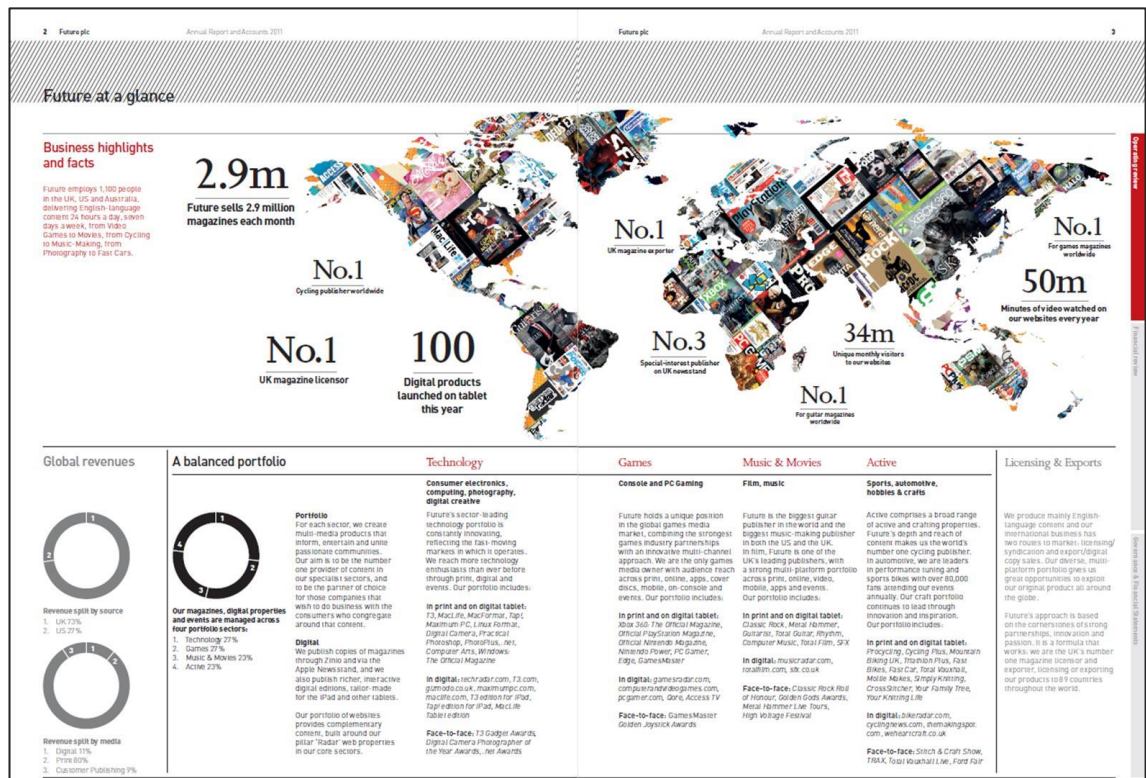 2 Future plc
Annual Report and Accounts 2011
Future plc
Annual Report and Accounts 2011
3
Future at a glance
Business highlights
and facts
Future employs 1,100 people
in the UK, US and Australia,
delivering English-language
content 24 hours a day, seven
days a week, from Video
Games to Movies, from Cycling
to Music-Making, from
Photography to Fast Cars.
2.9m
Future sells 2.9 million
magazines each month
No.1
Cycling publisher worldwide
No.1
UK magazine licensor
100
Digital products
launched on tablet
this year
No.1
UK magazine exporter
No.3
Special-interest publisher
on UK newsstand
34m
Unique monthly visitors
to our websites
No.1
For guitar magazines
worldwide
No.1
For games magazines
worldwide
50m
Minutes of video watched on
our websites every year
Operating review
Financial review
Governance & Financial Statements
Global revenues
Revenue split by source
1. UK 73%
2. US 27%
Revenue split by media
1. Digital 11%
2. Print 80%
3. Customer Publishing 9%
A balanced portfolio
Our magazines, digital properties
and events are managed across
four portfolio sectors:
1. Technology 27%
2. Games 27%
3. Music & Movies 23%
4. Active 23%
Portfolio
For each sector, we create
multi-media products that
inform, entertain and unite
passionate communities.
Our aim is to be the number
one provider of content in
our specialist sectors, and
to be the partner of choice
for those companies that
wish to do business with the
consumers who congregate
around that content.
Digital
We publish copies of magazines
through Zinio and via the
Apple Newsstand, and we
also publish richer, interactive
digital editions, tailor-made
for the iPad and other tablets.
Our portfolio of websites
provides complementary
content, built around our
pillar 'Radar' web properties
in our core sectors.
Technology
Consumer electronics,
computing, photography,
digital creative
Future's sector-leading
technology portfolio is
constantly innovating,
reflecting the fast-moving
markets in which it operates.
We reach more technology
enthusiasts than ever before
through print, digital and
events. Our portfolio includes:
In print and on digital tablet:
T3, MacLife, MacFormat, Tap!,
Maximum PC, Linux Format,
Digital Camera, Practical
Photoshop, PhotoPlus, .net,
Computer Arts, Windows:
The Official Magazine
In digital: techradar.com, T3.com,
gizmodo.co.uk, maximumpc.com,
maclife.com, T3 edition for iPad,
Tap! edition for iPad, MacLife
Tablet edition
Face-to-face: T3 Gadget Awards,
Digital Camera Photographer of
the Year Awards, .net Awards
Games
Console and PC Gaming
Future holds a unique position
in the global games media
market, combining the strongest
games industry partnerships
with an innovative multi-channel
approach. We are the only games
media owner with audience reach
across print, online, apps, cover
discs, mobile, on-console and
events. Our portfolio includes:
In print and on digital tablet:
Xbox 360: The Official Magazine,
Official PlayStation Magazine,
Official Nintendo Magazine,
Nintendo Power, PC Gamer,
Edge, GamesMaster
In digital: gamesradar.com,
computerandvideogames.com,
pcgamer.com, Qore, Access TV
Face-to-face: GamesMaster
Golden Joystick Awards
Music & Movies
Film, music
Future is the biggest guitar
publisher in the world and the
biggest music-making publisher
in both the US and the UK.
In film, Future is one of the
UK's leading publishers, with
a strong multi-platform portfolio
across print, online, video,
mobile, apps and events.
Our portfolio includes:
In print and on digital tablet:
Classic Rock, Metal Hammer,
Guitarist, Total Guitar, Rhythm,
Computer Music, Total Film, SFX
In digital: musicradar.com,
totalfilm.com, sfx.co.uk
Face-to-face: Classic Rock Roll
of Honour, Golden Gods Awards,
Metal Hammer Live Tours,
High Voltage Festival
Active
Sports, automotive,
hobbies & crafts
Active comprises a broad range
of active and crafting properties.
Future's depth and reach of
content makes us the world's
number one cycling publisher.
In automotive, we are leaders
in performance tuning and
sports bikes with over 80,000
fans attending our events
annually. Our craft portfolio
continues to lead through
innovation and inspiration.
Our portfolio includes:
In print and on digital tablet:
Procycling, Cycling Plus, Mountain
Biking UK, Triathlon Plus, Fast
Bikes, Fast Car, Total Vauxhall,
Mollie Makes, Simply Knitting,
CrossStitcher, Your Family Tree,
Your Knitting Life
In digital: bikeradar.com,
cyclingnews.com, themakingspot.
com, weheartcraft.co.uk
Face-to-face: Stitch & Craft Show,
TRAX, Total Vauxhall Live, Ford Fair
Licensing & Exports
We produce mainly English-
language content and our
international business has
two routes to market: licensing/
syndication and export/digital
copy sales. Our diverse, multi-
platform portfolio gives us
great opportunities to exploit
our original product all around
the globe.
Future's approach is based
on the cornerstones of strong
partnerships, innovation and
passion. It is a formula that
works: we are the UK's number
one magazine licensor and
exporter, licensing or exporting
our products to 89 countries
throughout the world.